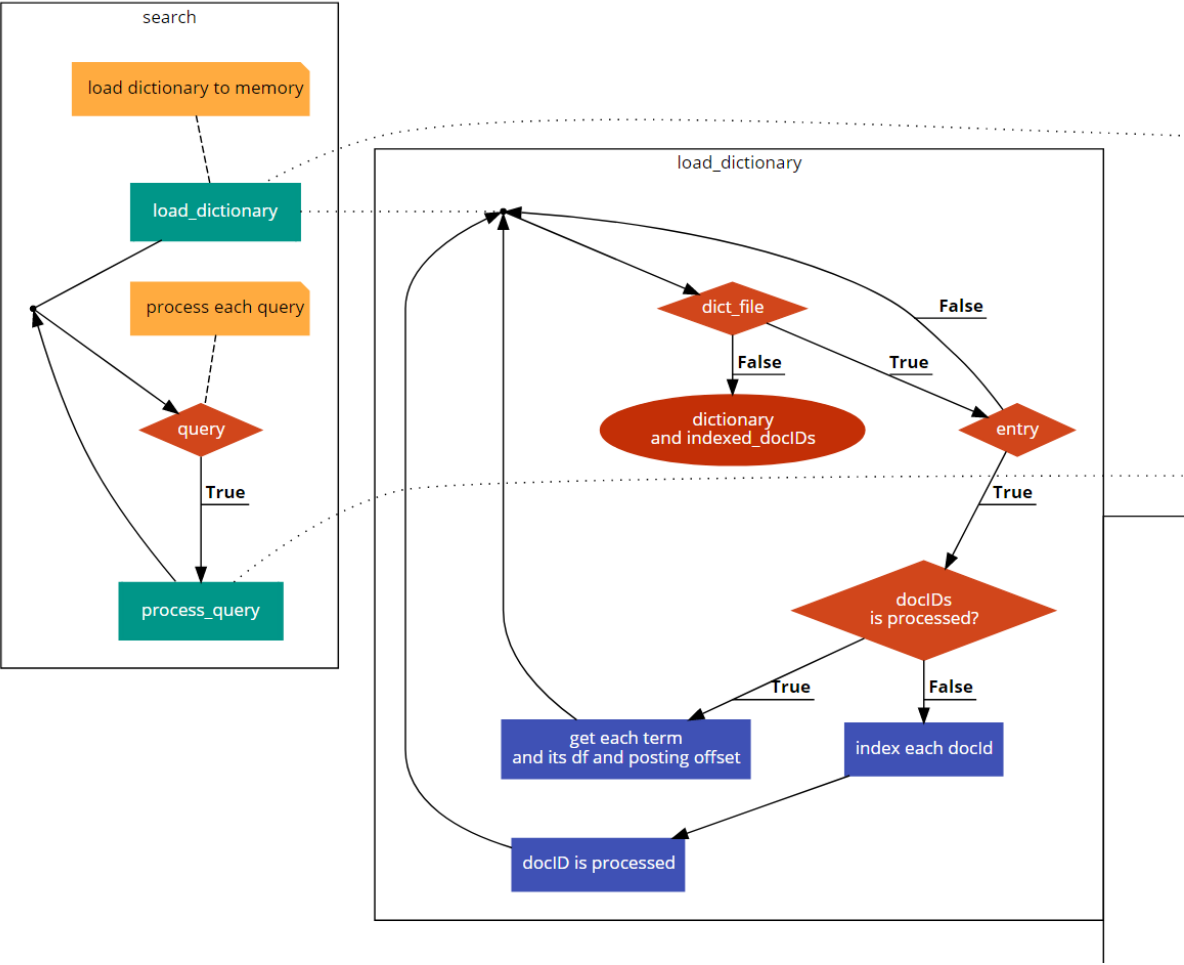 search
load dictionary to memory
load_dictionary
process each query
query
True
process_query
load_dictionary
dict_file
False
False
True
dictionary
and indexed_docIDs
entry
True
docIDs
is processed?
True
False
get each term
and its df and posting offset
index each docId
docID is processed